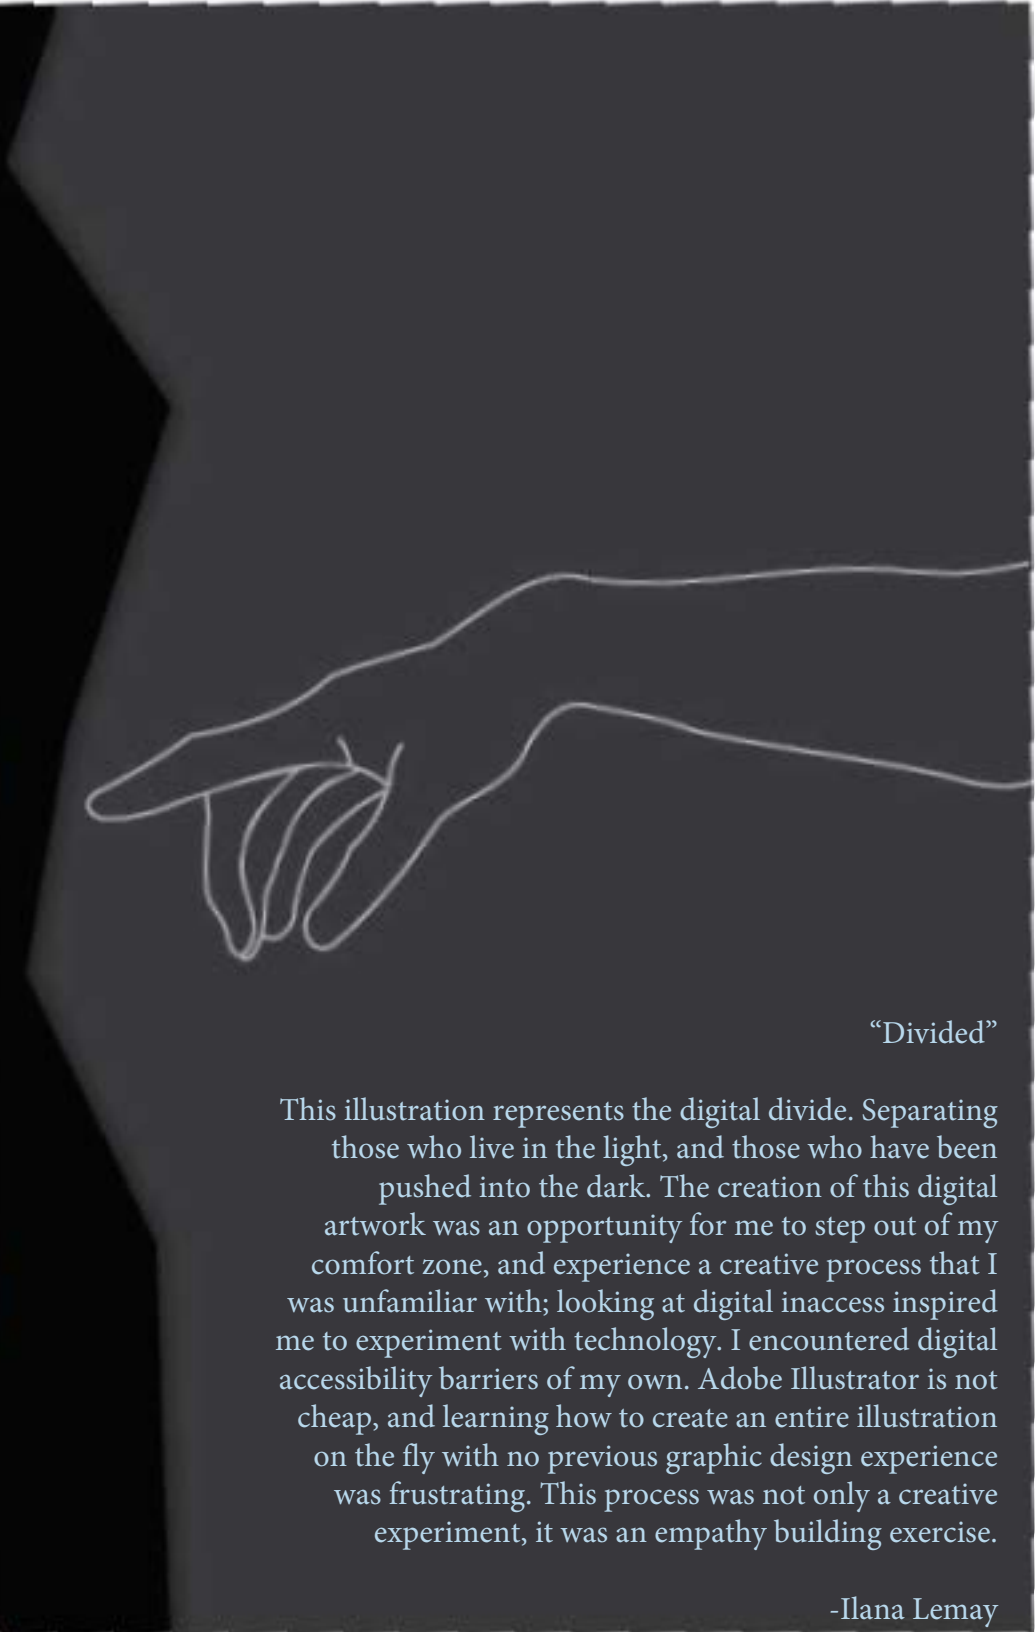 “Divided”
This illustration represents the digital divide. Separating
those who live in the light, and those who have been
pushed into the dark. The creation of this digital
artwork was an opportunity for me to step out of my
comfort zone, and experience a creative process that I
was unfamiliar with; looking at digital inaccess inspired
me to experiment with technology. I encountered digital
accessibility barriers of my own. Adobe Illustrator is not
cheap, and learning how to create an entire illustration
on the fly with no previous graphic design experience
was frustrating. This process was not only a creative
experiment, it was an empathy building exercise.
-Ilana Lemay